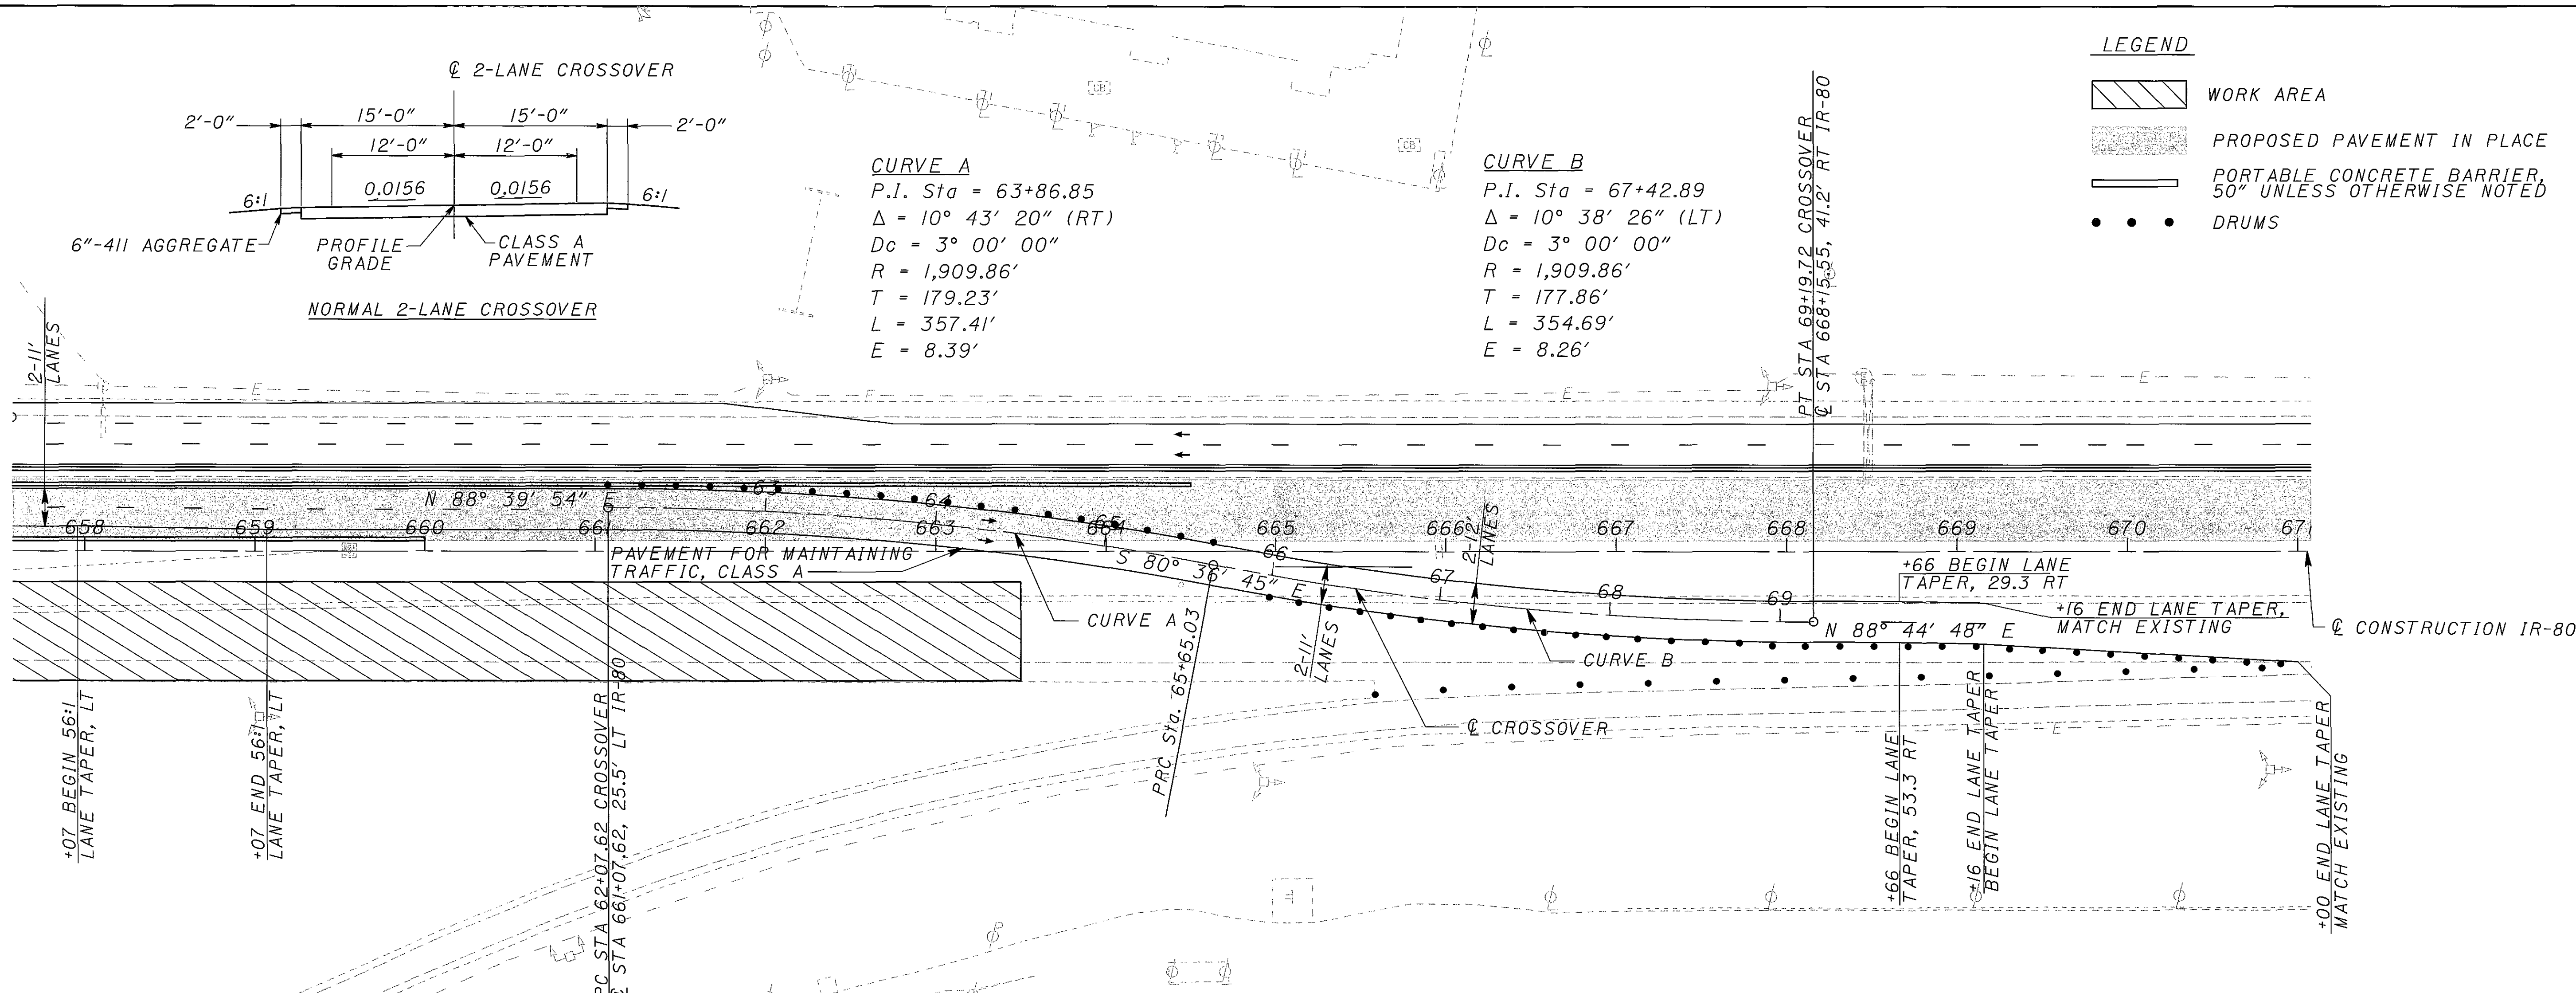 ℄ 2-LANE CROSSOVER
2'-0" 15'-0" 15'-0" 2'-0"
12'-0" 12'-0"
0.0156 0.0156
6:1 6:1
6"-411 AGGREGATE
PROFILE
GRADE
CLASS A
PAVEMENT
NORMAL 2-LANE CROSSOVER
CURVE A
P.I. Sta = 63+86.85
Δ = 10° 43' 20" (RT)
Dc = 3° 00' 00"
R = 1,909.86'
T = 179.23'
L = 357.41'
E = 8.39'
CURVE B
P.I. Sta = 67+42.89
Δ = 10° 38' 26" (LT)
Dc = 3° 00' 00"
R = 1,909.86'
T = 177.86'
L = 354.69'
E = 8.26'
PT STA 69+19.72 CROSSOVER
℄ STA 668+15.55, 41.2' RT IR-80
LEGEND
WORK AREA
PROPOSED PAVEMENT IN PLACE
PORTABLE CONCRETE BARRIER,
50" UNLESS OTHERWISE NOTED
DRUMS
CB
CB
2-11'
LANES
E
E
E
E
N 88° 39' 54" E
63
64
65
66
67
68
69
658
659
660
661
662
663
664
665
666
667
668
669
670
671
PAVEMENT FOR MAINTAINING
TRAFFIC, CLASS A
S 80° 36' 45" E
2-12'
LANES
2-11'
LANES
CURVE A
CURVE B
℄ CROSSOVER
PRC Sta. 65+65.03
+66 BEGIN LANE
TAPER, 29.3 RT
+16 END LANE TAPER,
MATCH EXISTING
N 88° 44' 48" E
℄ CONSTRUCTION IR-80
E
+07 BEGIN 56:1
LANE TAPER, LT
+07 END 56:1
LANE TAPER, LT
PC STA 62+07.62 CROSSOVER
℄ STA 661+07.62, 25.5' LT IR-80
+66 BEGIN LANE
TAPER, 53.3 RT
+16 END LANE TAPER
BEGIN LANE TAPER
+00 END LANE TAPER
MATCH EXISTING